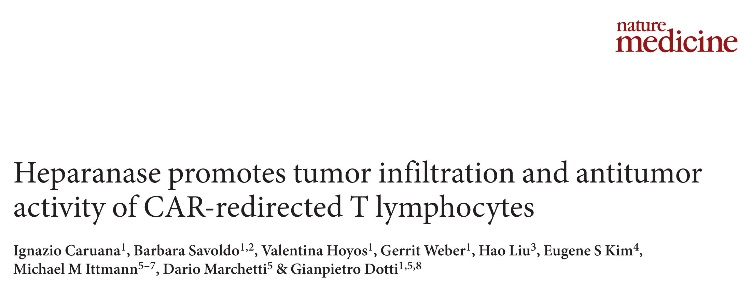 nature
medicine
Heparanase promotes tumor infiltration and antitumor
activity of CAR-redirected T lymphocytes
Ignazio Caruana¹, Barbara Savoldo¹,², Valentina Hoyos¹, Gerrit Weber¹, Hao Liu³, Eugene S Kim⁴,
Michael M Ittmann⁵⁻⁷, Dario Marchetti⁵ & Gianpietro Dotti¹,⁵,⁸